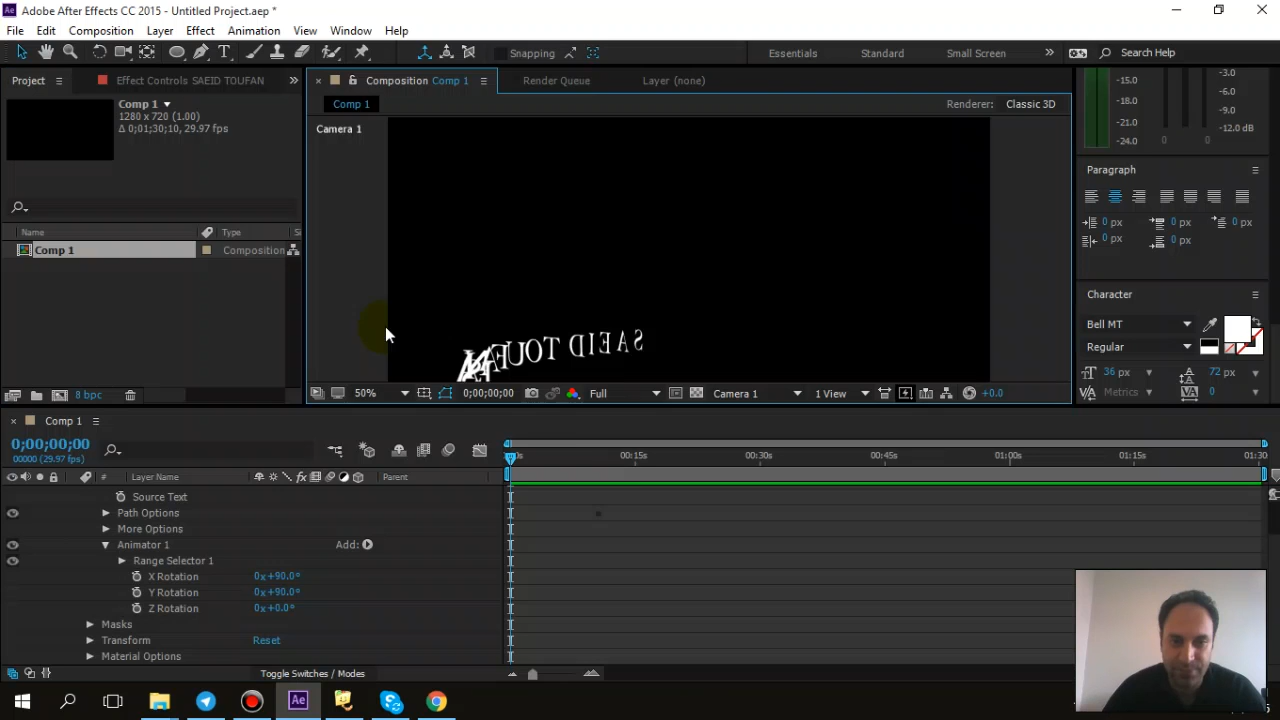 Adobe After Effects CC 2015 - Untitled Project.aep *
File Edit Composition Layer Effect Animation View Window Help
Snapping Essentials Standard Small Screen Search Help
Project Effect Controls SAEID TOUFAN Composition Comp 1 Render Queue Layer (none)
Comp 1
1280 x 720 (1.00)
Δ 0;01;30;10, 29.97 fps
Comp 1 Renderer: Classic 3D
Camera 1
-15.0 -3.0
-18.0 -6.0
-21.0 -9.0
-24.0 -12.0 dB
0 0
Paragraph
0 px 0 px 0 px
0 px 0 px
Name Type Si
Comp 1 Composition
SAEID TOUFA
Character
Bell MT
Regular
36 px 72 px
Metrics 0
8 bpc
50% 0;00;00;00 Full Camera 1 1 View +0.0
Comp 1
0;00;00;00
00000 (29.97 fps)
# Layer Name Parent
0s 00:15s 00:30s 00:45s 01:00s 01:15s 01:30
Source Text
Path Options
More Options
Animator 1 Add:
Range Selector 1
X Rotation 0x+90.0°
Y Rotation 0x+90.0°
Z Rotation 0x+0.0°
Masks
Transform Reset
Material Options
Toggle Switches / Modes